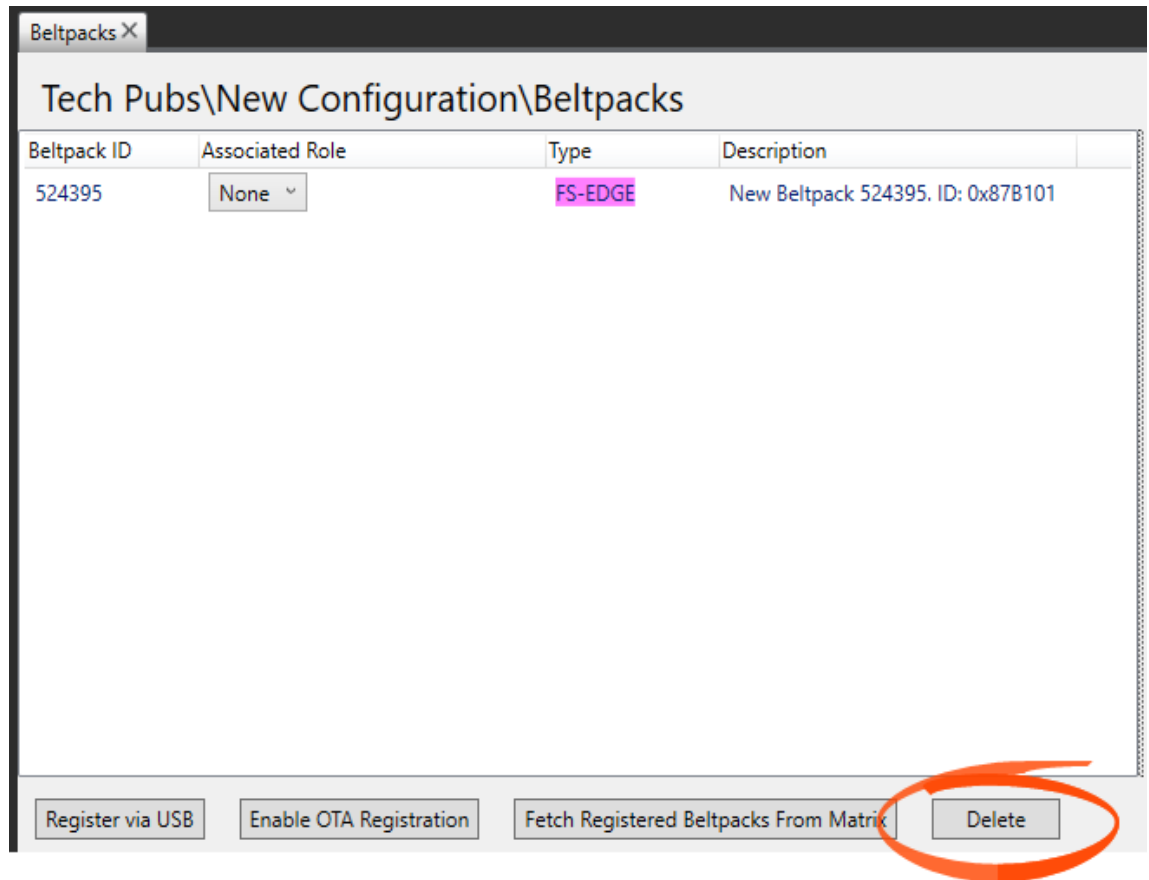 Beltpacks
Tech Pubs\New Configuration\Beltpacks
Beltpack ID Associated Role Type Description
524395 None FS-EDGE New Beltpack 524395. ID: 0x87B101
Register via USB Enable OTA Registration Fetch Registered Beltpacks From Matrix Delete